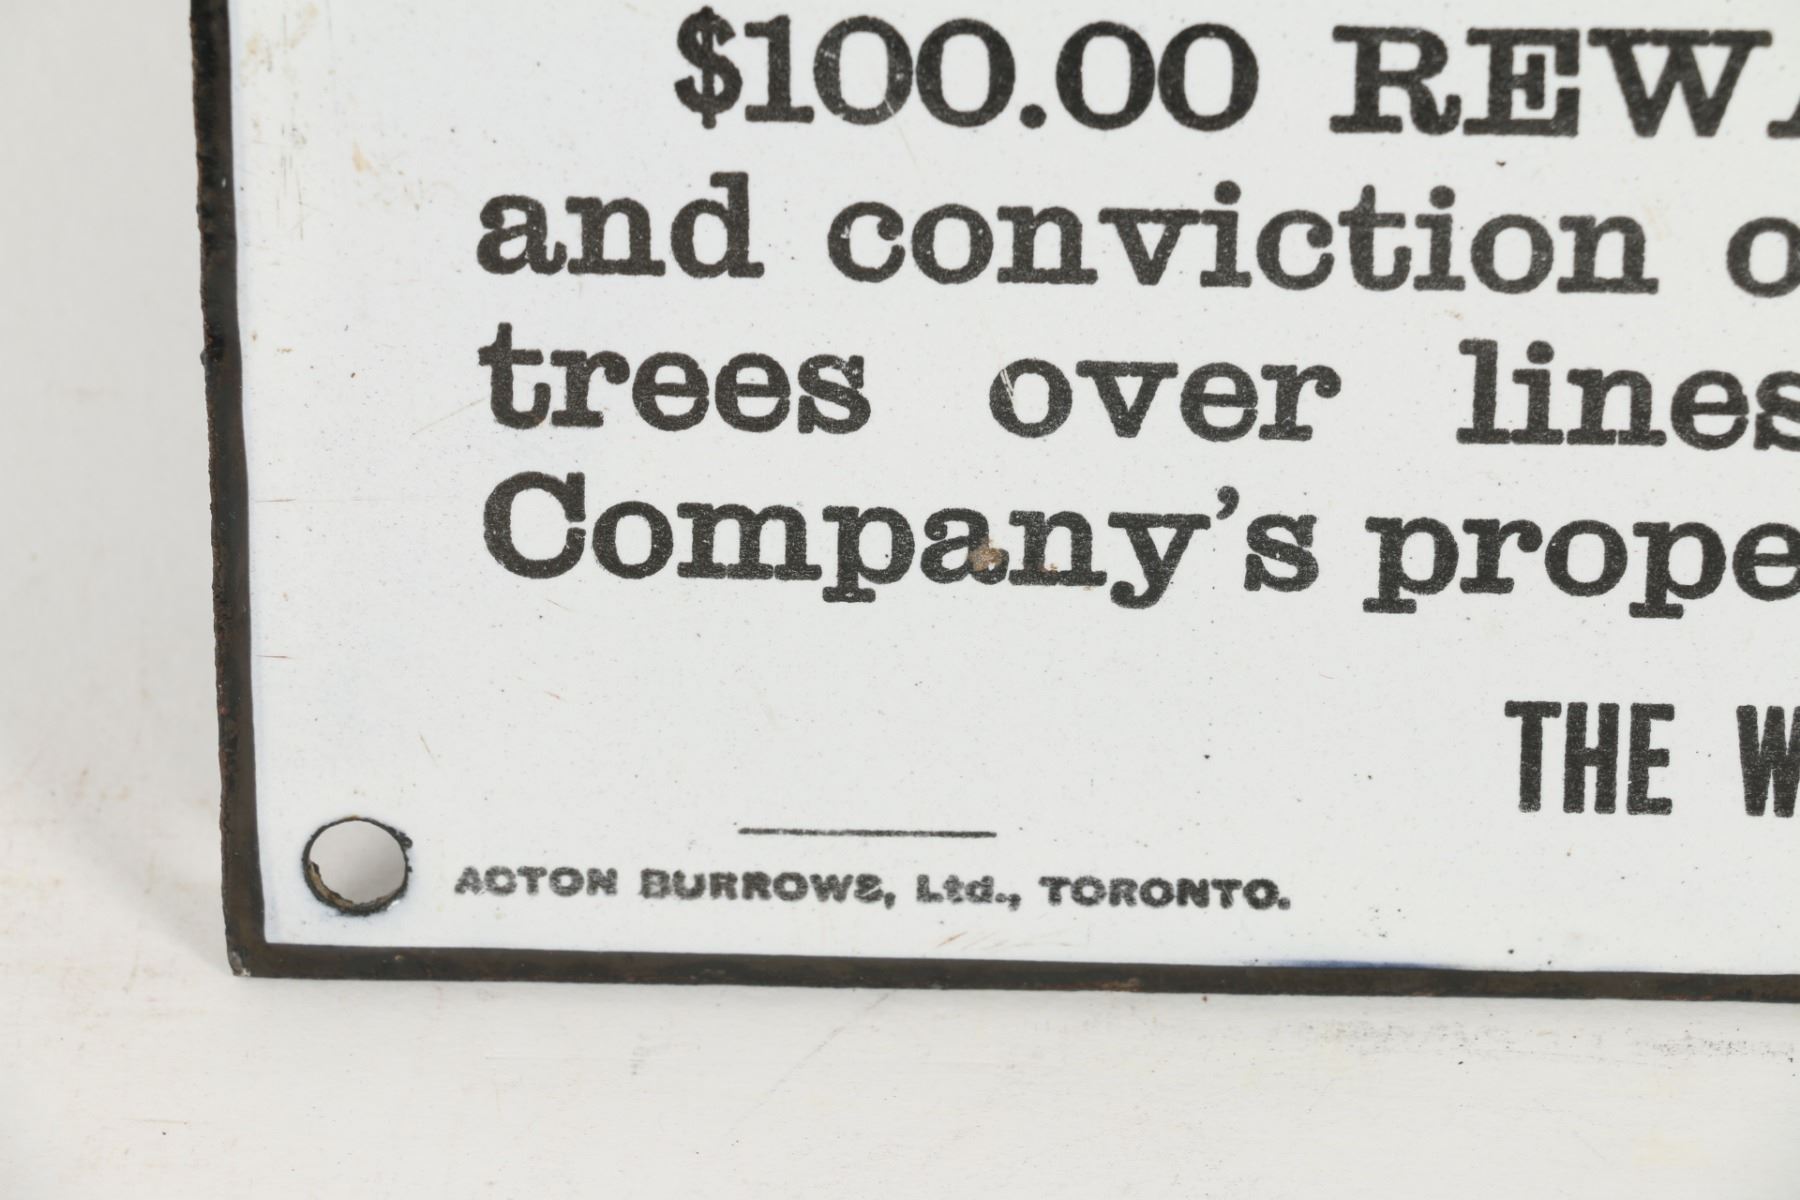 $100.00 REWA
and conviction o
trees over lines
Company's prope
THE W
ACTON BURROWS, Ltd., TORONTO.